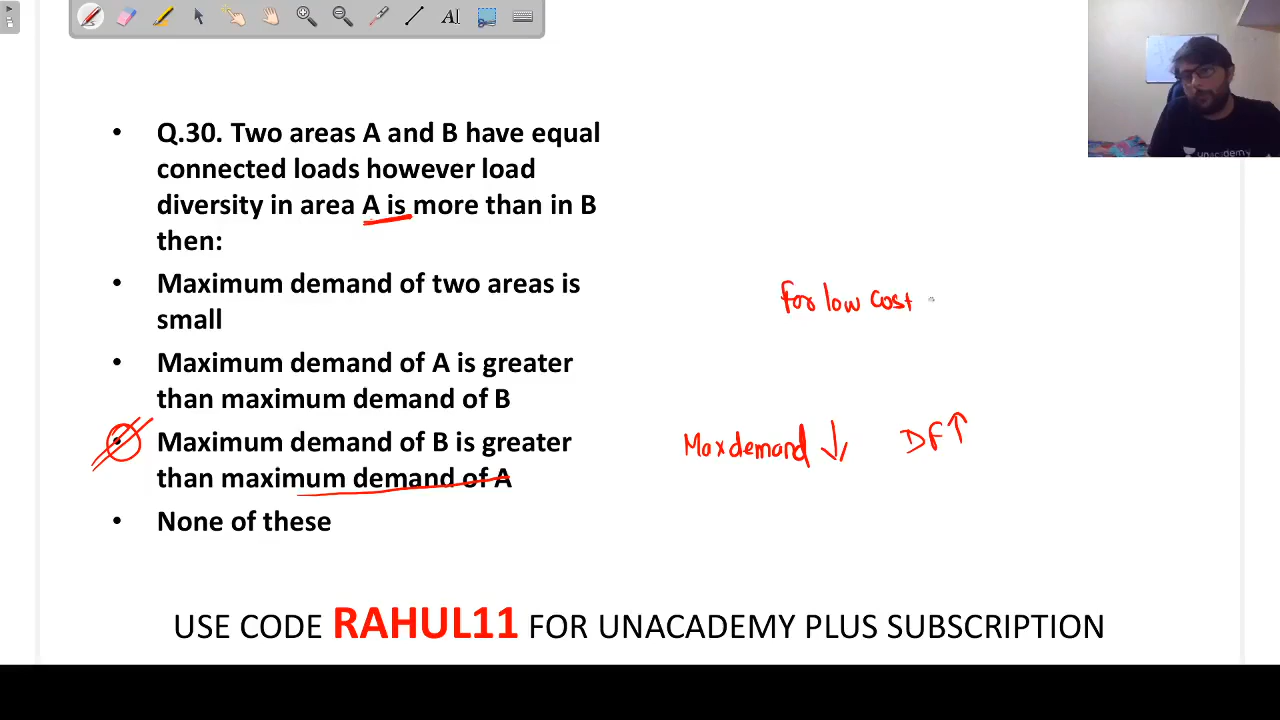 • Q.30. Two areas A and B have equal
connected loads however load
diversity in area A is more than in B
then:
• Maximum demand of two areas is
small
• Maximum demand of A is greater
than maximum demand of B
• Maximum demand of B is greater
than maximum demand of A
• None of these
For low cost
Max demand ↓ DF ↑
USE CODE RAHUL11 FOR UNACADEMY PLUS SUBSCRIPTION
unacademy